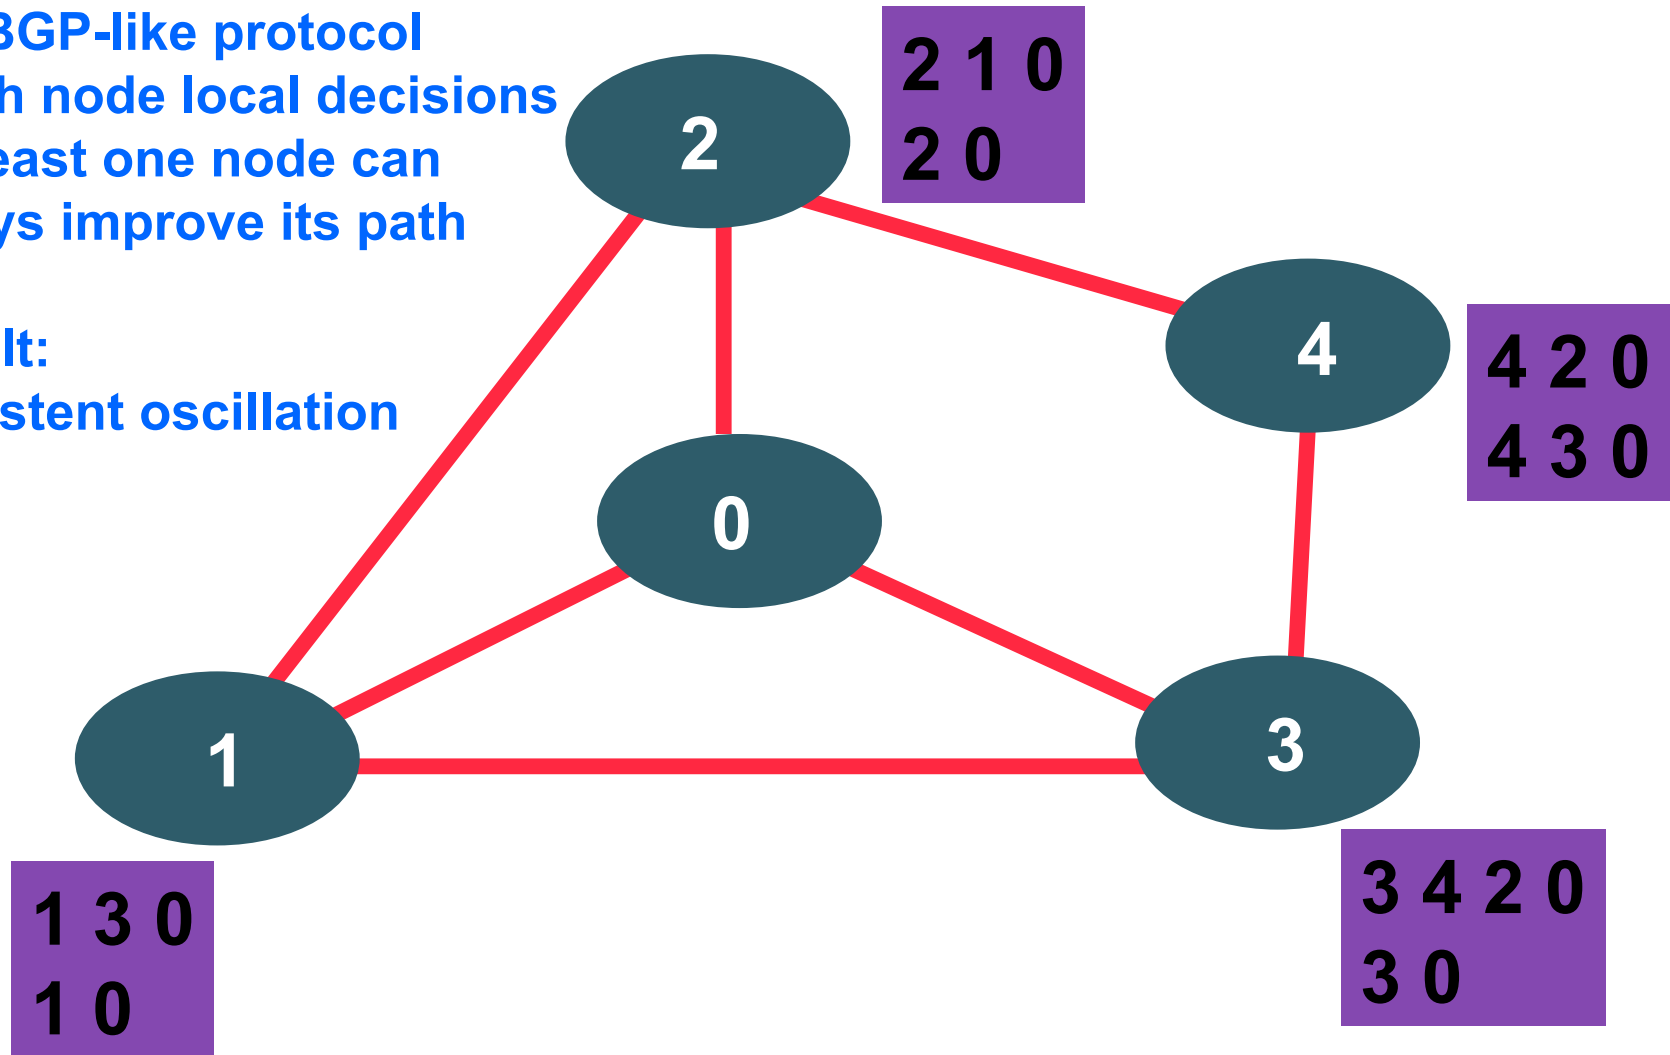 BGP-like protocol
h node local decisions
east one node can
ys improve its path
lt:
stent oscillation
2
2 1 0
2 0
4
4 2 0
4 3 0
0
1
3
1 3 0
1 0
3 4 2 0
3 0